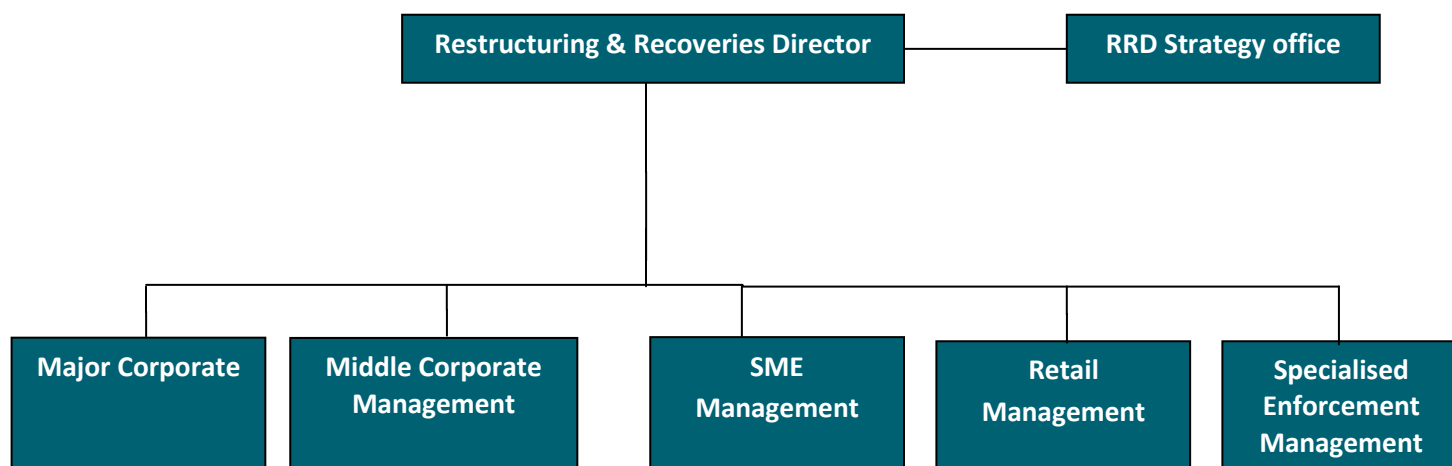 Restructuring & Recoveries Director
RRD Strategy office
Major Corporate
Middle Corporate
Management
SME
Management
Retail
Management
Specialised
Enforcement
Management